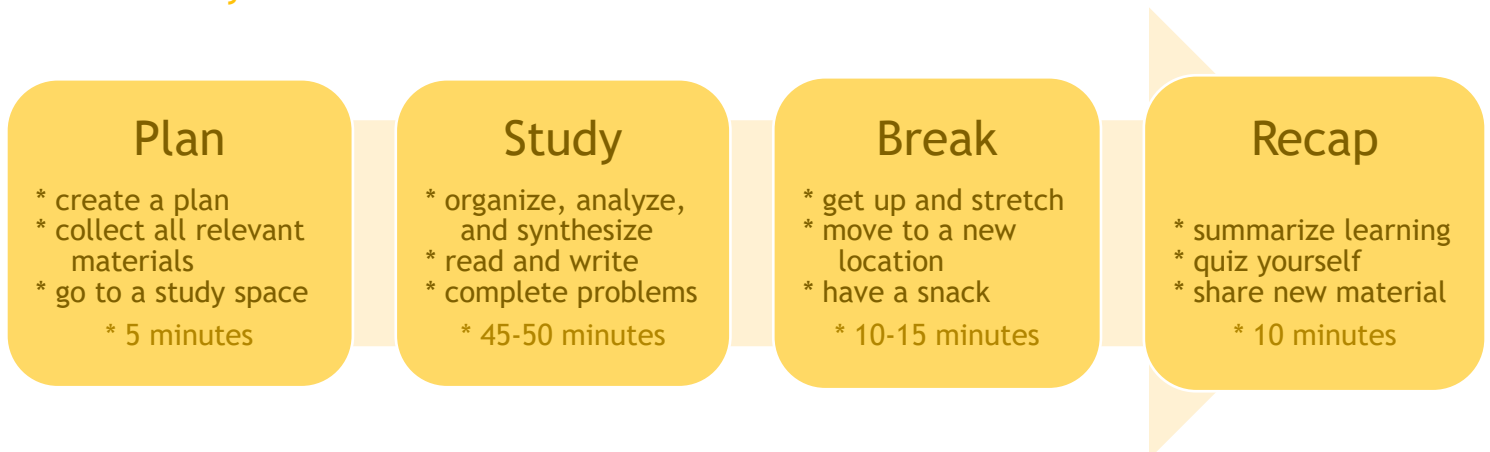 Plan
* create a plan
* collect all relevant
materials
* go to a study space
* 5 minutes
Study
* organize, analyze,
and synthesize
* read and write
* complete problems
* 45-50 minutes
Break
* get up and stretch
* move to a new
location
* have a snack
* 10-15 minutes
Recap
* summarize learning
* quiz yourself
* share new material
* 10 minutes